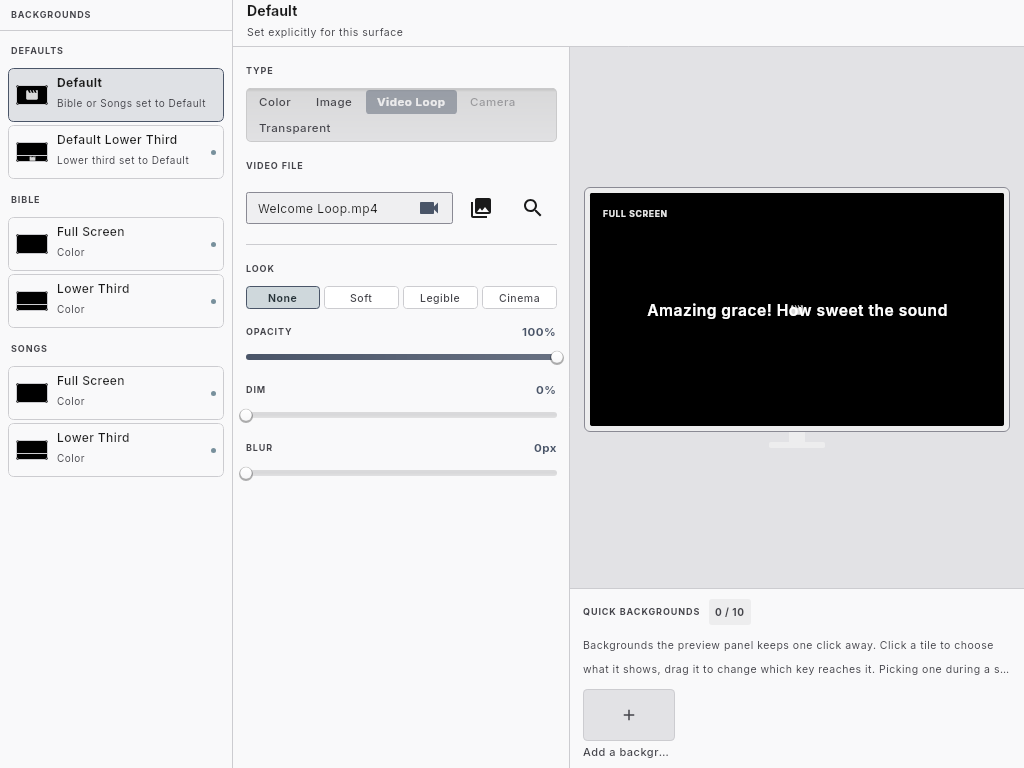 BACKGROUNDS
DEFAULTS
Default
Bible or Songs set to Default
Default Lower Third
Lower third set to Default
BIBLE
Full Screen
Color
Lower Third
Color
SONGS
Full Screen
Color
Lower Third
Color
Default
Set explicitly for this surface
TYPE
Color
Image
Video Loop
Camera
Transparent
VIDEO FILE
Welcome Loop.mp4
LOOK
None
Soft
Legible
Cinema
OPACITY
100%
DIM
0%
BLUR
0px
FULL SCREEN
Amazing grace! How sweet the sound
QUICK BACKGROUNDS
0 / 10
Backgrounds the preview panel keeps one click away. Click a tile to choose
what it shows, drag it to change which key reaches it. Picking one during a s...
Add a backgr...